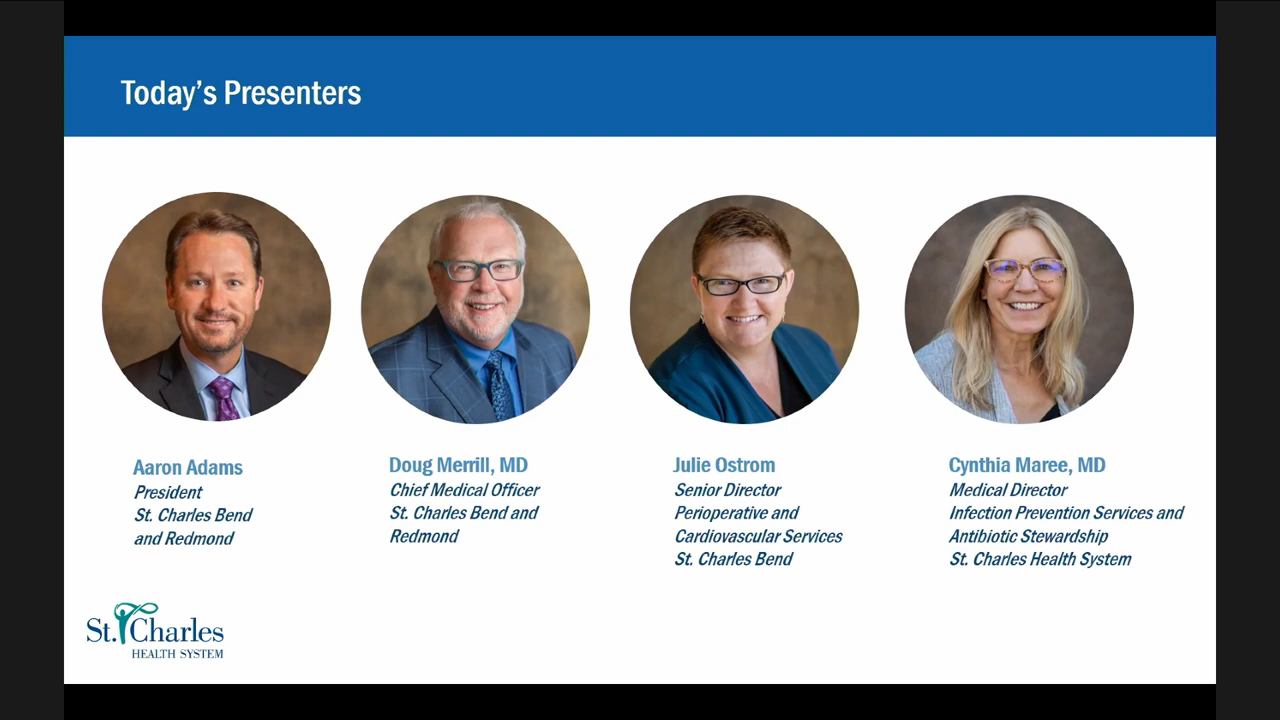 Today's Presenters
Aaron Adams
President
St. Charles Bend
and Redmond
Doug Merrill, MD
Chief Medical Officer
St. Charles Bend and
Redmond
Julie Ostrom
Senior Director
Perioperative and
Cardiovascular Services
St. Charles Bend
Cynthia Maree, MD
Medical Director
Infection Prevention Services and
Antibiotic Stewardship
St. Charles Health System
St. Charles
HEALTH SYSTEM